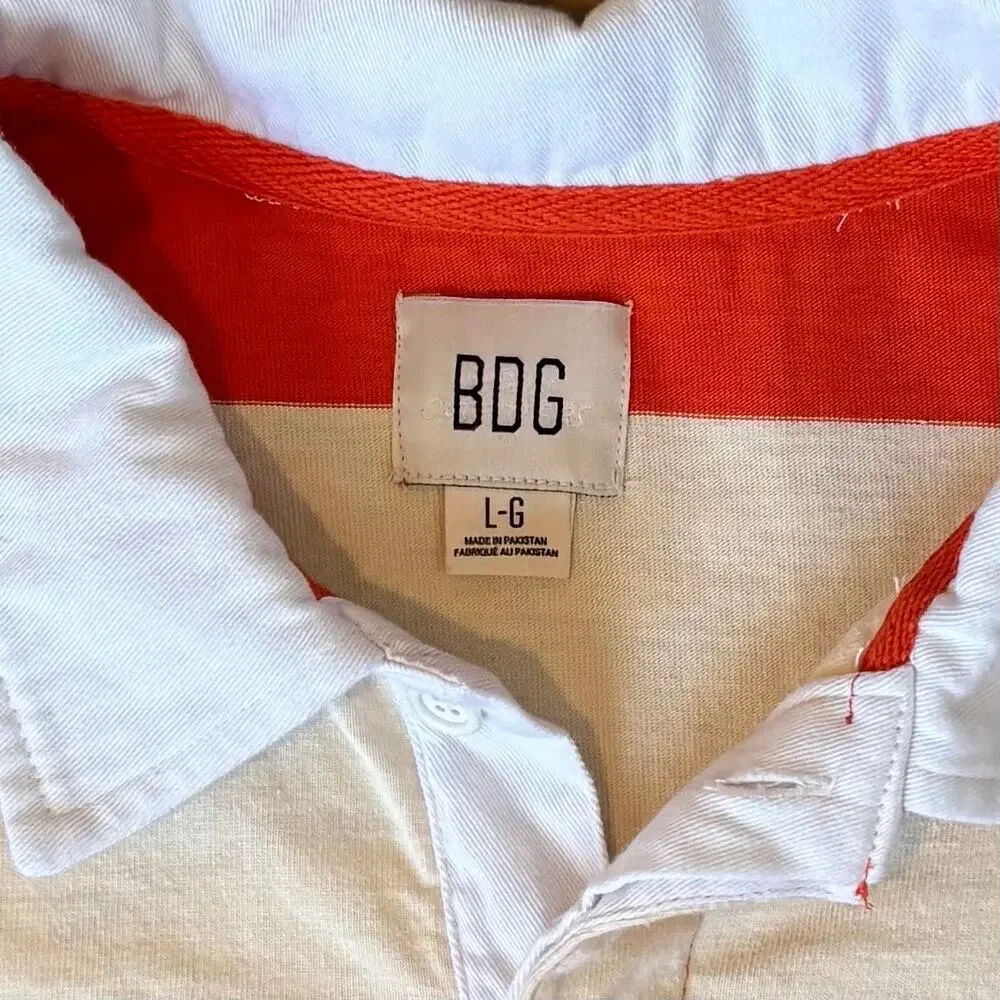 BDG
L-G
MADE IN PAKISTAN
FABRIQUÉ AU PAKISTAN